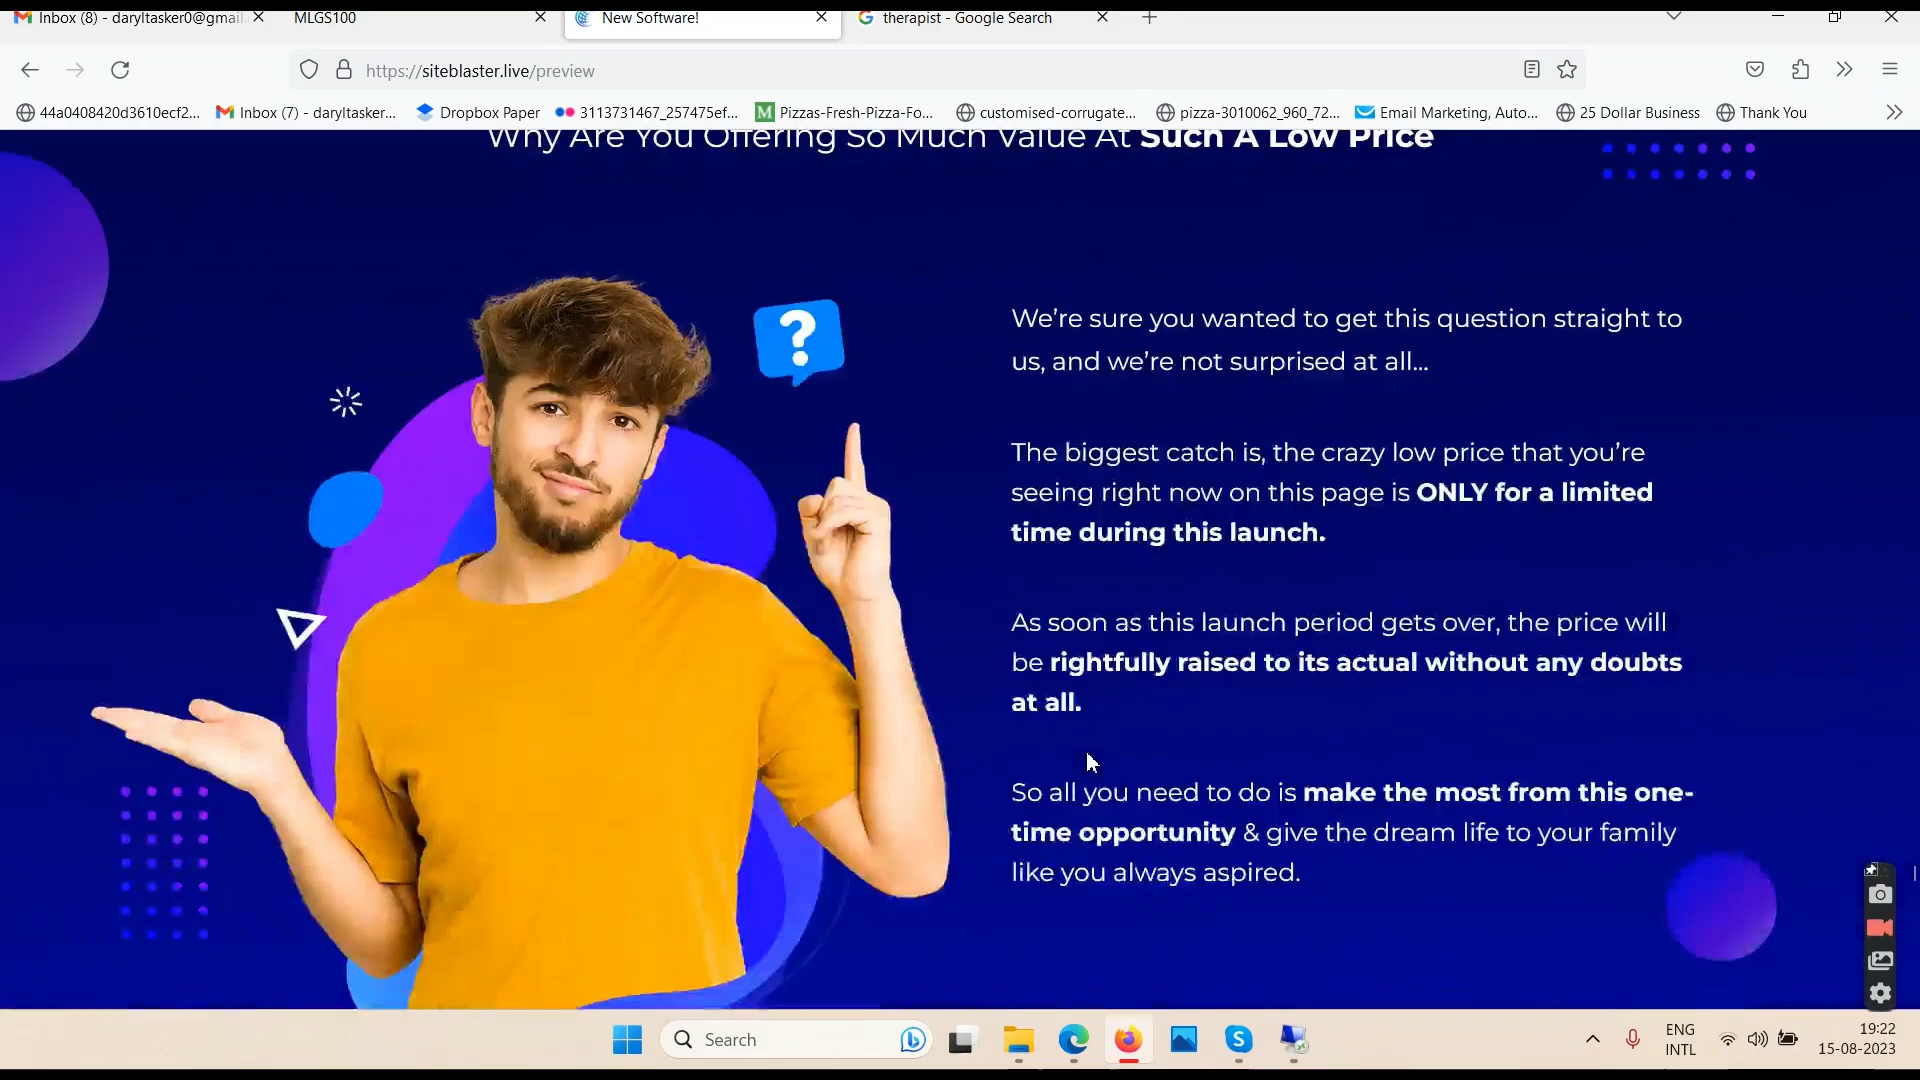 Inbox (8) - daryltasker0@gmail.
MLGS100
New Software!
therapist - Google Search
https://siteblaster.live/preview
44a0408420d3610ecf2...
Inbox (7) - daryltasker...
Dropbox Paper
3113731467_257475ef...
Pizzas-Fresh-Pizza-Fo...
customised-corrugate...
pizza-3010062_960_72...
Email Marketing, Auto...
25 Dollar Business
Thank You
Why Are You Offering So Much Value At Such A Low Price
?
We’re sure you wanted to get this question straight to
us, and we’re not surprised at all...
The biggest catch is, the crazy low price that you’re
seeing right now on this page is ONLY for a limited
time during this launch.
As soon as this launch period gets over, the price will
be rightfully raised to its actual without any doubts
at all.
So all you need to do is make the most from this one-
time opportunity & give the dream life to your family
like you always aspired.
Search
ENG
INTL
19:22
15-08-2023